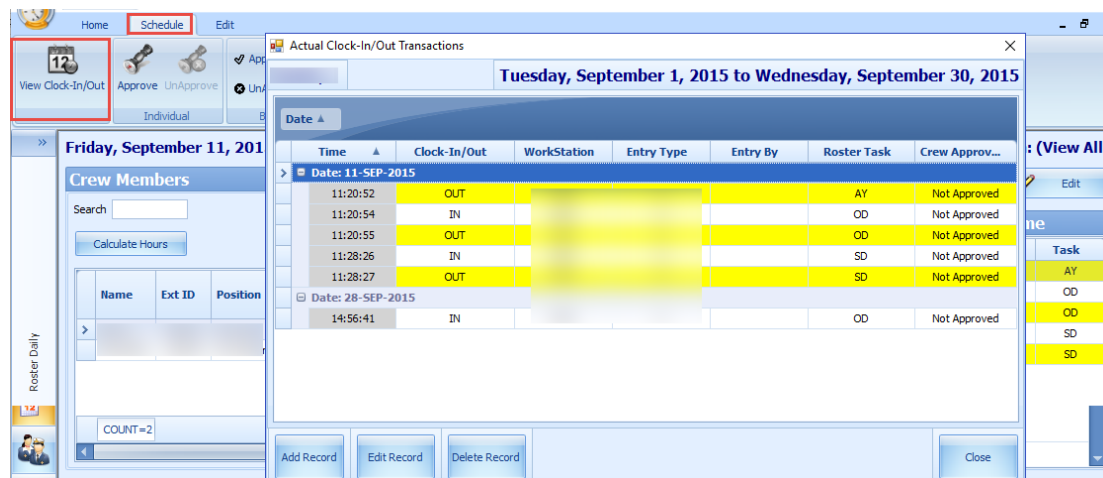 Home Schedule Edit
Actual Clock-In/Out Transactions
12
View Clock-In/Out Approve UnApprove
Individual
Tuesday, September 1, 2015 to Wednesday, September 30, 2015
Date
Friday, September 11, 201
: (View All
Time Clock-In/Out WorkStation Entry Type Entry By Roster Task Crew Approv...
Crew Members
Date: 11-SEP-2015
Edit
11:20:52 OUT AY Not Approved
Search
11:20:54 IN OD Not Approved
me
11:20:55 OUT OD Not Approved
Calculate Hours
Task
11:28:26 IN SD Not Approved
AY
11:28:27 OUT SD Not Approved
OD
Name Ext ID Position
Date: 28-SEP-2015
OD
14:56:41 IN OD Not Approved
SD
SD
Roster Daily
12
COUNT=2
Add Record Edit Record Delete Record Close